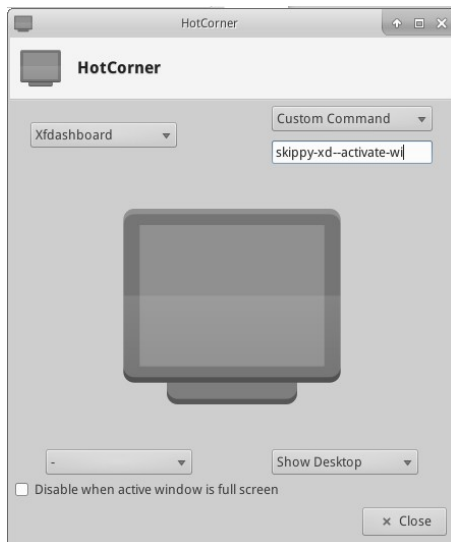 HotCorner
HotCorner
Xfdashboard
Custom Command
skippy-xd--activate-wi
-
Show Desktop
Disable when active window is full screen
Close